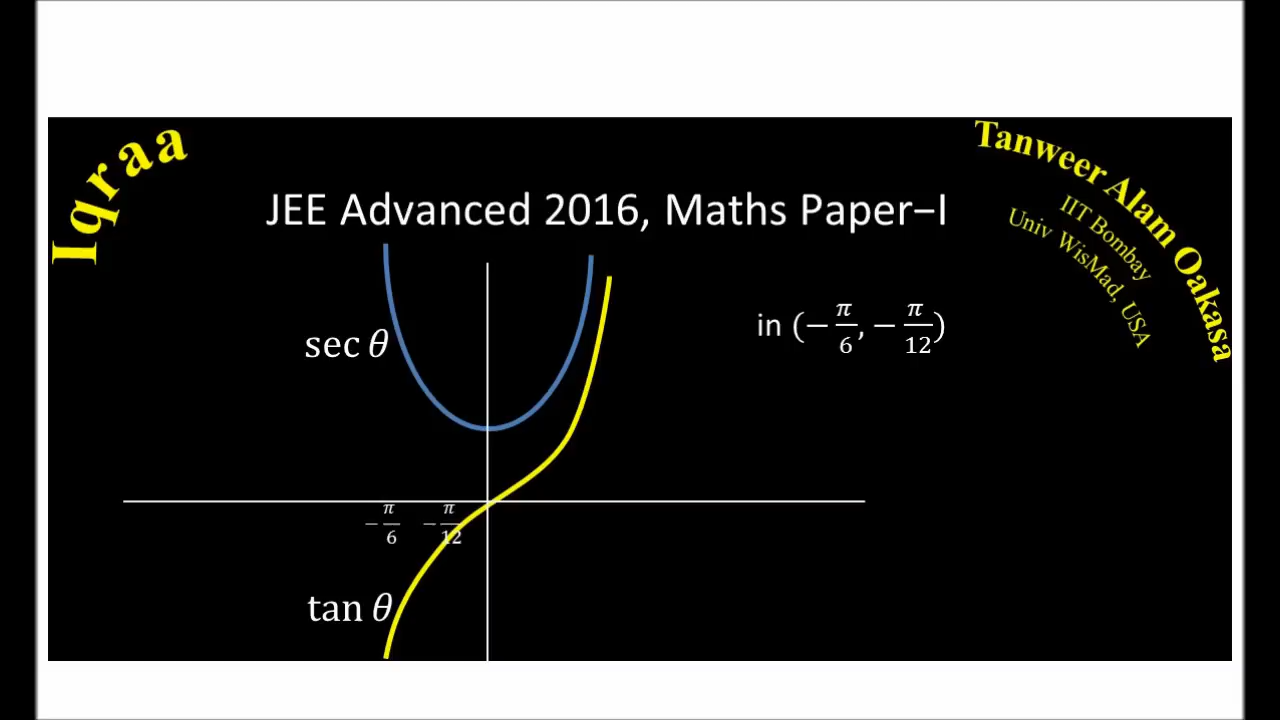 Iqraa
Tanweer Alam Oakasa
IIT Bombay
Univ WisMad, USA
JEE Advanced 2016, Maths Paper–I
sec θ
in (−π/6, −π/12)
−π/6 −π/12
tan θ